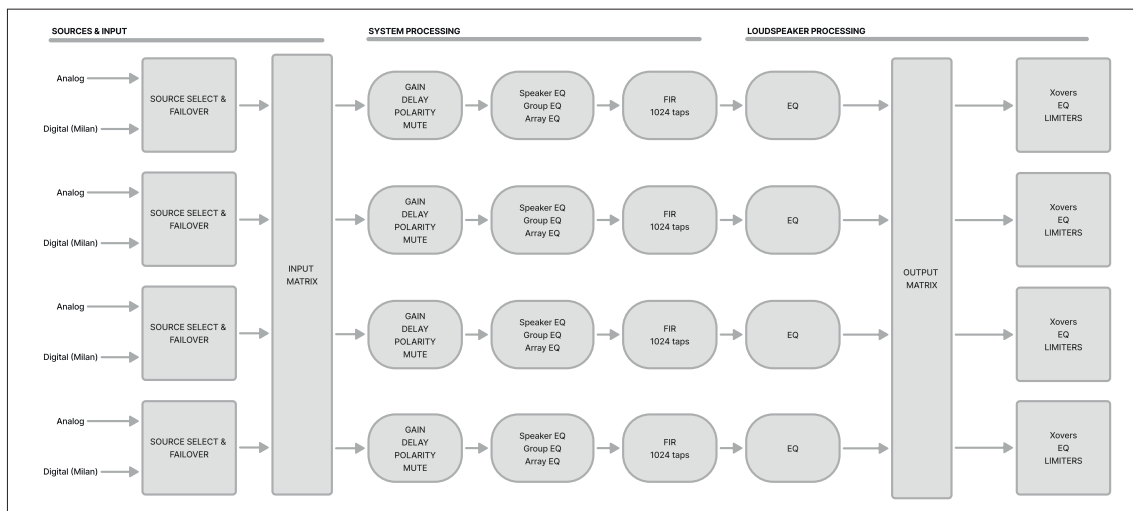 SOURCES & INPUT
SYSTEM PROCESSING
LOUDSPEAKER PROCESSING
Analog
Digital (Milan)
SOURCE SELECT &
FAILOVER
GAIN
DELAY
POLARITY
MUTE
Speaker EQ
Group EQ
Array EQ
FIR
1024 taps
EQ
Xovers
EQ
LIMITERS
Analog
Digital (Milan)
SOURCE SELECT &
FAILOVER
GAIN
DELAY
POLARITY
MUTE
Speaker EQ
Group EQ
Array EQ
FIR
1024 taps
EQ
Xovers
EQ
LIMITERS
INPUT
MATRIX
OUTPUT
MATRIX
Analog
Digital (Milan)
SOURCE SELECT &
FAILOVER
GAIN
DELAY
POLARITY
MUTE
Speaker EQ
Group EQ
Array EQ
FIR
1024 taps
EQ
Xovers
EQ
LIMITERS
Analog
Digital (Milan)
SOURCE SELECT &
FAILOVER
GAIN
DELAY
POLARITY
MUTE
Speaker EQ
Group EQ
Array EQ
FIR
1024 taps
EQ
Xovers
EQ
LIMITERS